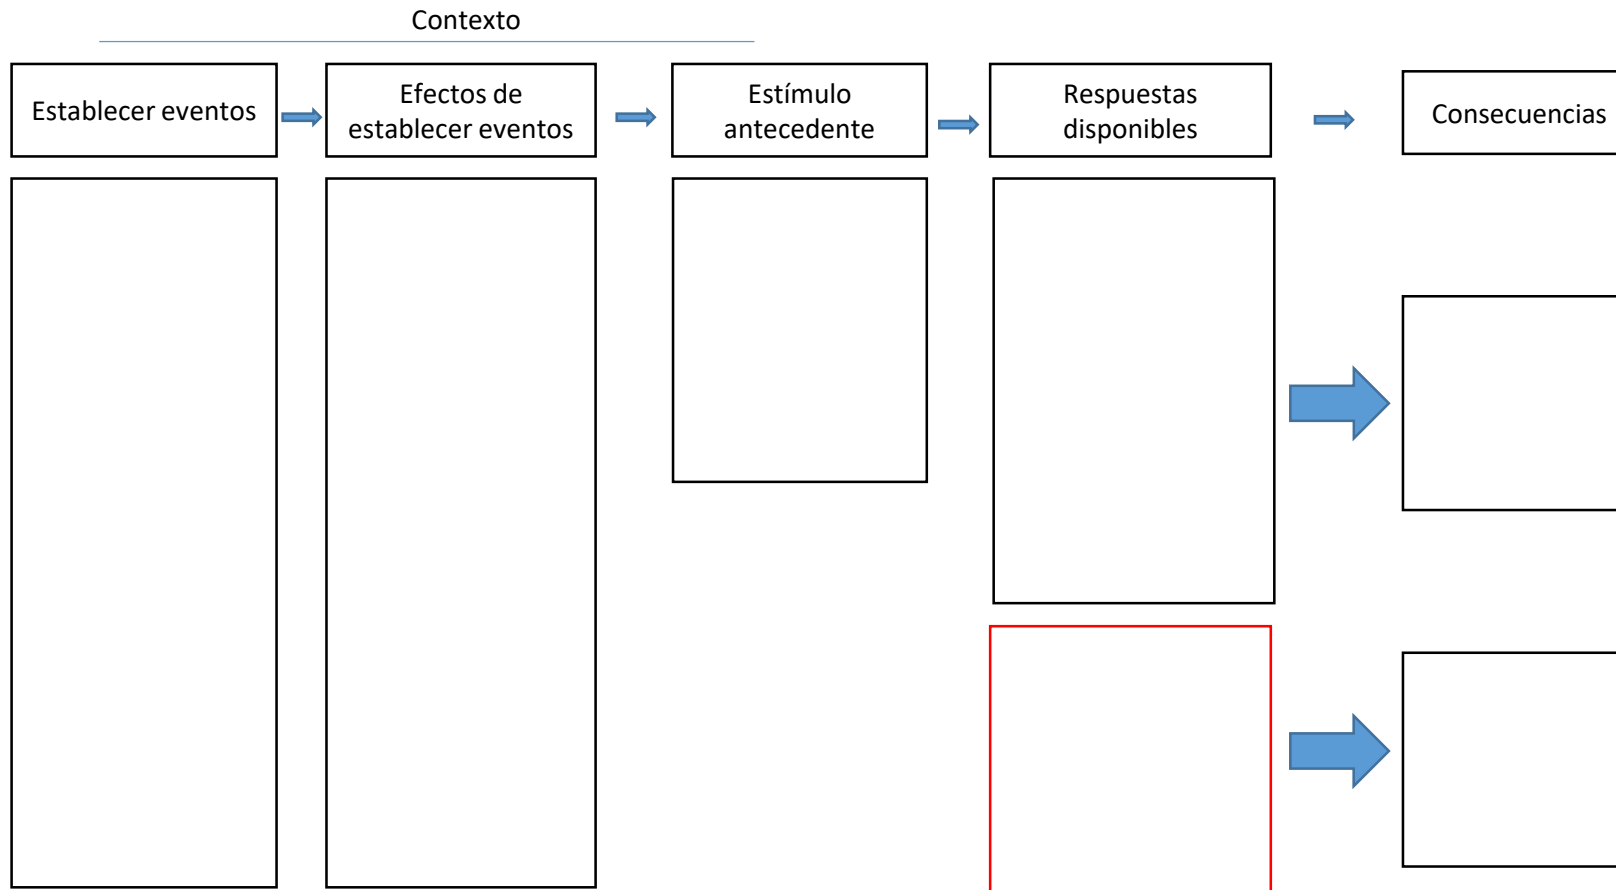 Contexto
Establecer eventos
Efectos de
establecer eventos
Estímulo
antecedente
Respuestas
disponibles
Consecuencias